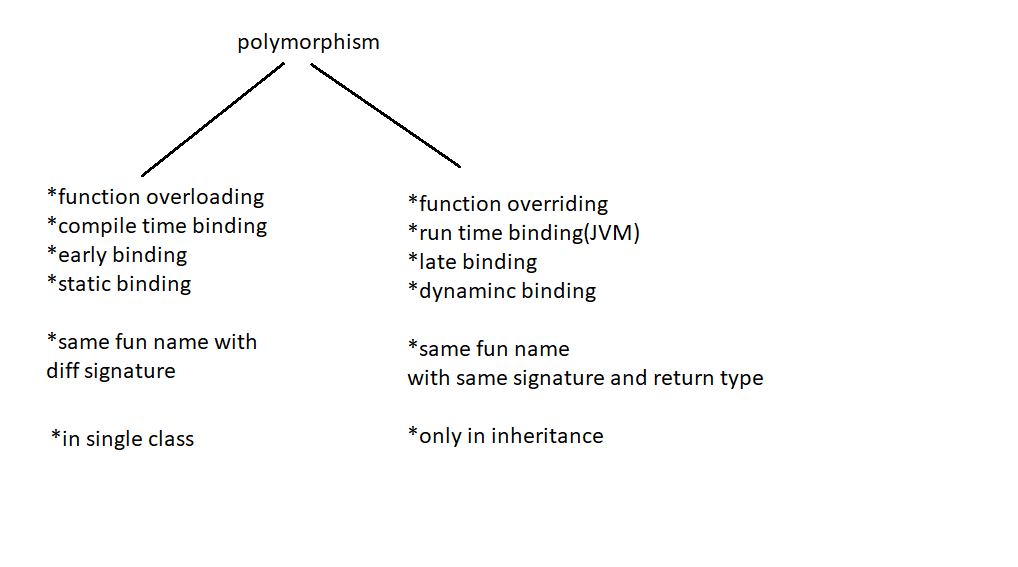 polymorphism
*function overloading
*compile time binding
*early binding
*static binding
*same fun name with
diff signature
*in single class
*function overriding
*run time binding(JVM)
*late binding
*dynaminc binding
*same fun name
with same signature and return type
*only in inheritance